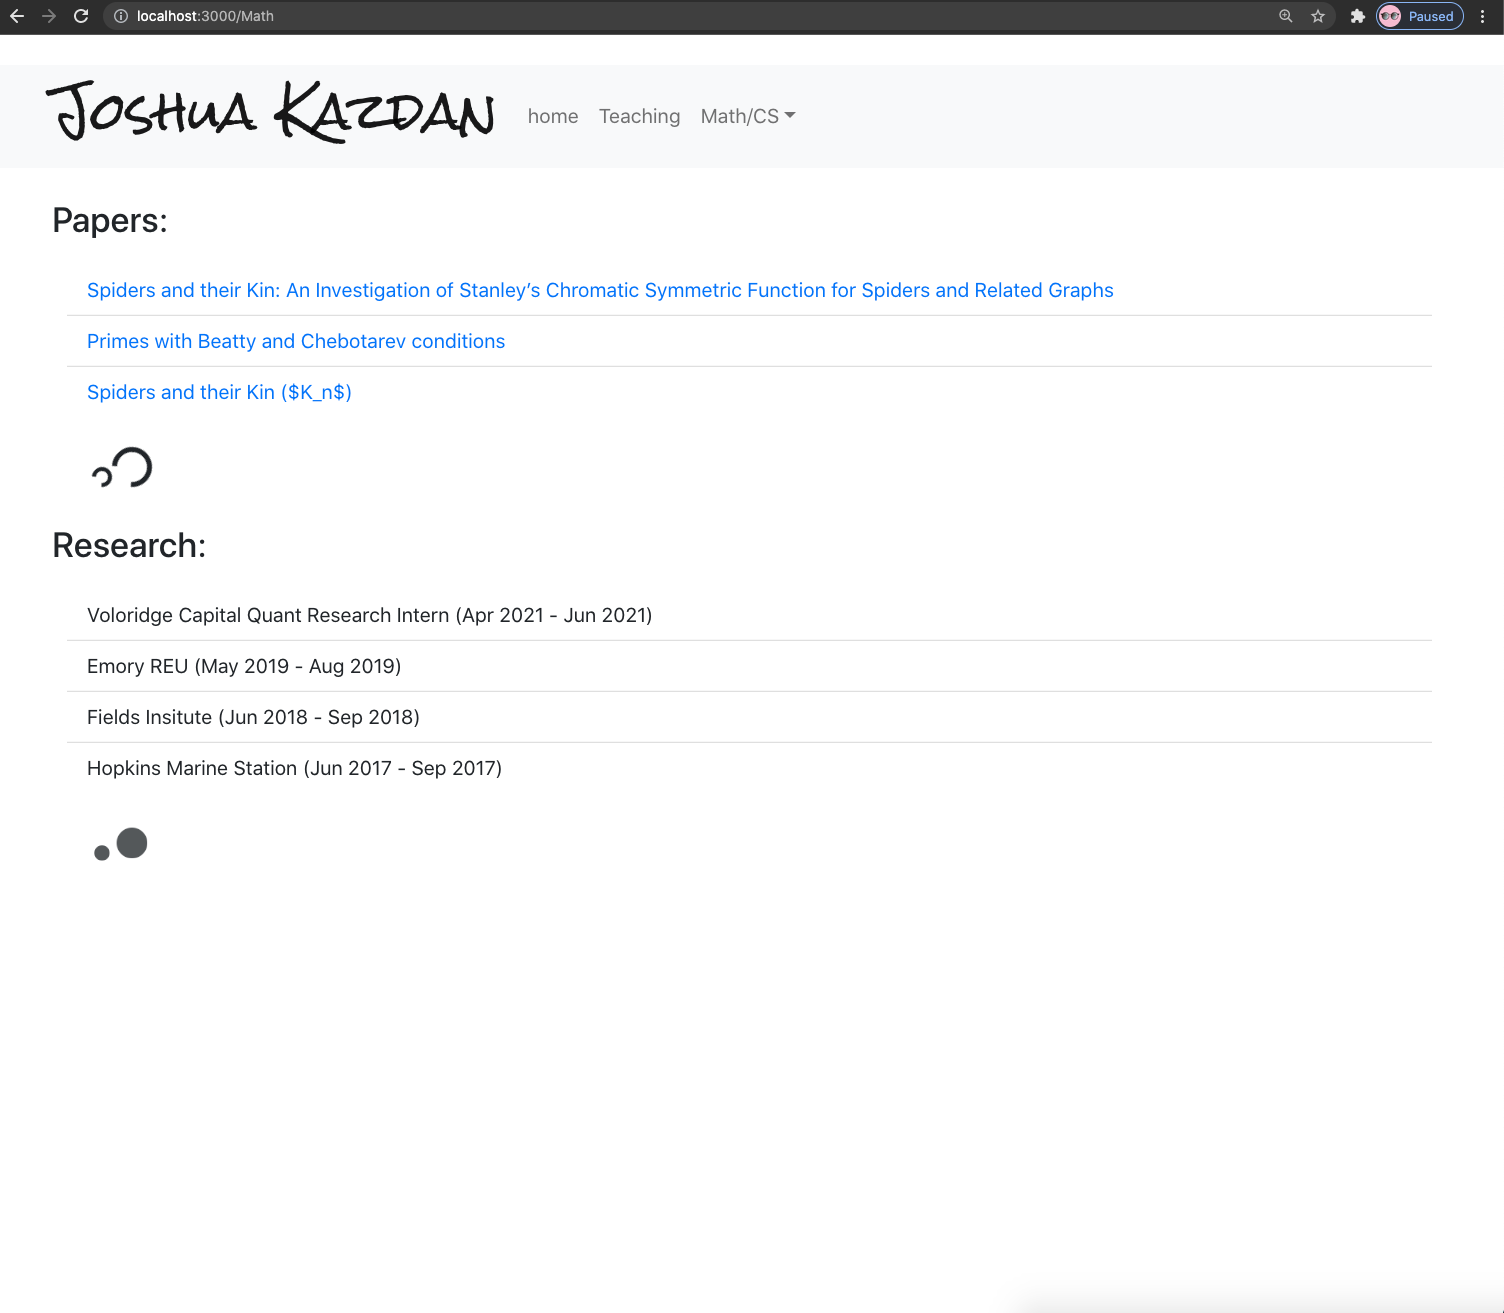 localhost:3000/Math
Paused
Joshua Kazdan
home Teaching Math/CS
Papers:
Spiders and their Kin: An Investigation of Stanley’s Chromatic Symmetric Function for Spiders and Related Graphs
Primes with Beatty and Chebotarev conditions
Spiders and their Kin ($K_n$)
Research:
Voloridge Capital Quant Research Intern (Apr 2021 - Jun 2021)
Emory REU (May 2019 - Aug 2019)
Fields Insitute (Jun 2018 - Sep 2018)
Hopkins Marine Station (Jun 2017 - Sep 2017)